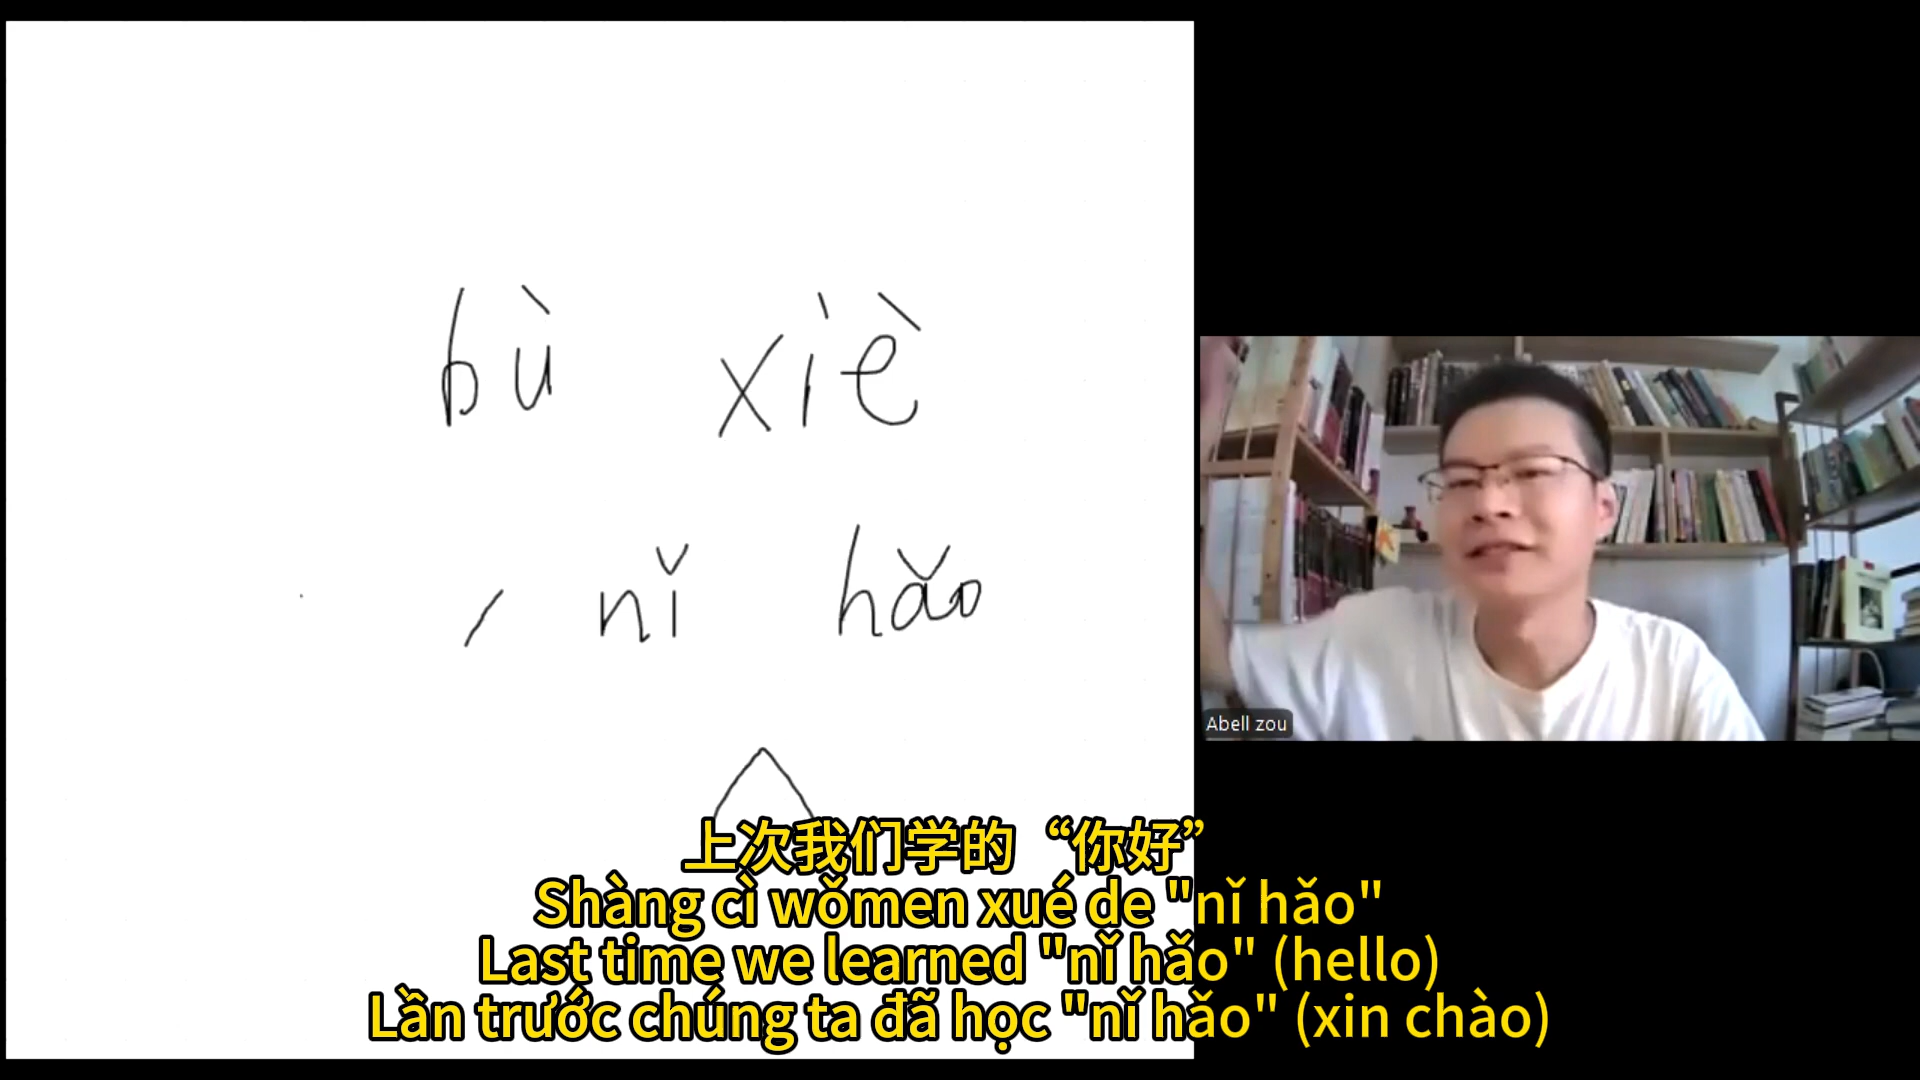 bù xiè
nǐ hǎo
Abell zou
上次我们学的“你好”
Shàng cì wǒmen xué de "nǐ hǎo"
Last time we learned "nǐ hǎo" (hello)
Lần trước chúng ta đã học "nǐ hǎo" (xin chào)